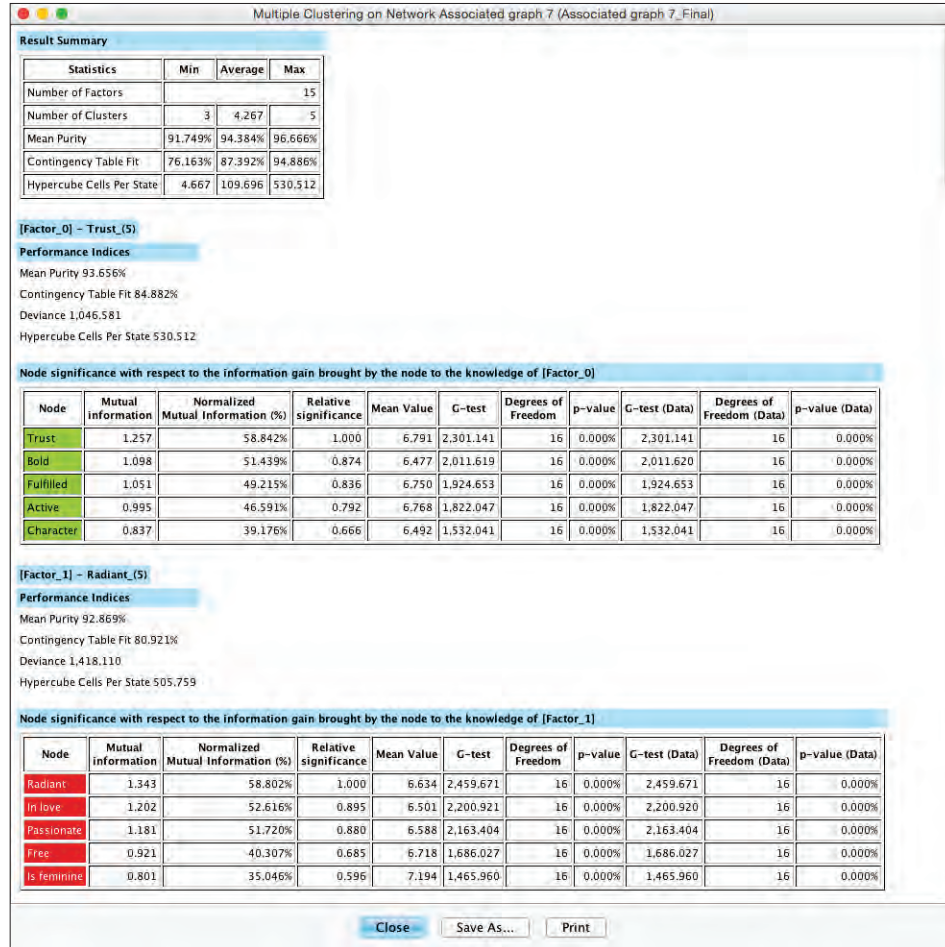 Multiple Clustering on Network Associated graph 7 (Associated graph 7_Final)
Result Summary
Statistics Min Average Max
Number of Factors 15
Number of Clusters 3 4.267 5
Mean Purity 91.749% 94.384% 96.666%
Contingency Table Fit 76.163% 87.392% 94.886%
Hypercube Cells Per State 4.667 109.696 530.512
[Factor_0] - Trust_(5)
Performance Indices
Mean Purity 93.656%
Contingency Table Fit 84.882%
Deviance 1,046.581
Hypercube Cells Per State 530.512
Node significance with respect to the information gain brought by the node to the knowledge of [Factor_0]
Node Mutual information Normalized Mutual Information (%) Relative significance Mean Value G-test Degrees of Freedom p-value G-test (Data) Degrees of Freedom (Data) p-value (Data)
Trust 1.257 58.842% 1.000 6.791 2,301.141 16 0.000% 2,301.141 16 0.000%
Bold 1.098 51.439% 0.874 6.477 2,011.619 16 0.000% 2,011.620 16 0.000%
Fulfilled 1.051 49.215% 0.836 6.750 1,924.653 16 0.000% 1,924.653 16 0.000%
Active 0.995 46.591% 0.792 6.768 1,822.047 16 0.000% 1,822.047 16 0.000%
Character 0.837 39.176% 0.666 6.492 1,532.041 16 0.000% 1,532.041 16 0.000%
[Factor_1] - Radiant_(5)
Performance Indices
Mean Purity 92.869%
Contingency Table Fit 80.921%
Deviance 1,418.110
Hypercube Cells Per State 505.759
Node significance with respect to the information gain brought by the node to the knowledge of [Factor_1]
Node Mutual information Normalized Mutual Information (%) Relative significance Mean Value G-test Degrees of Freedom p-value G-test (Data) Degrees of Freedom (Data) p-value (Data)
Radiant 1.343 58.802% 1.000 6.634 2,459.671 16 0.000% 2,459.671 16 0.000%
In love 1.202 52.616% 0.895 6.501 2,200.921 16 0.000% 2,200.920 16 0.000%
Passionate 1.181 51.720% 0.880 6.588 2,163.404 16 0.000% 2,163.404 16 0.000%
Free 0.921 40.307% 0.685 6.718 1,686.027 16 0.000% 1,686.027 16 0.000%
Is feminine 0.801 35.046% 0.596 7.194 1,465.960 16 0.000% 1,465.960 16 0.000%
Close Save As... Print